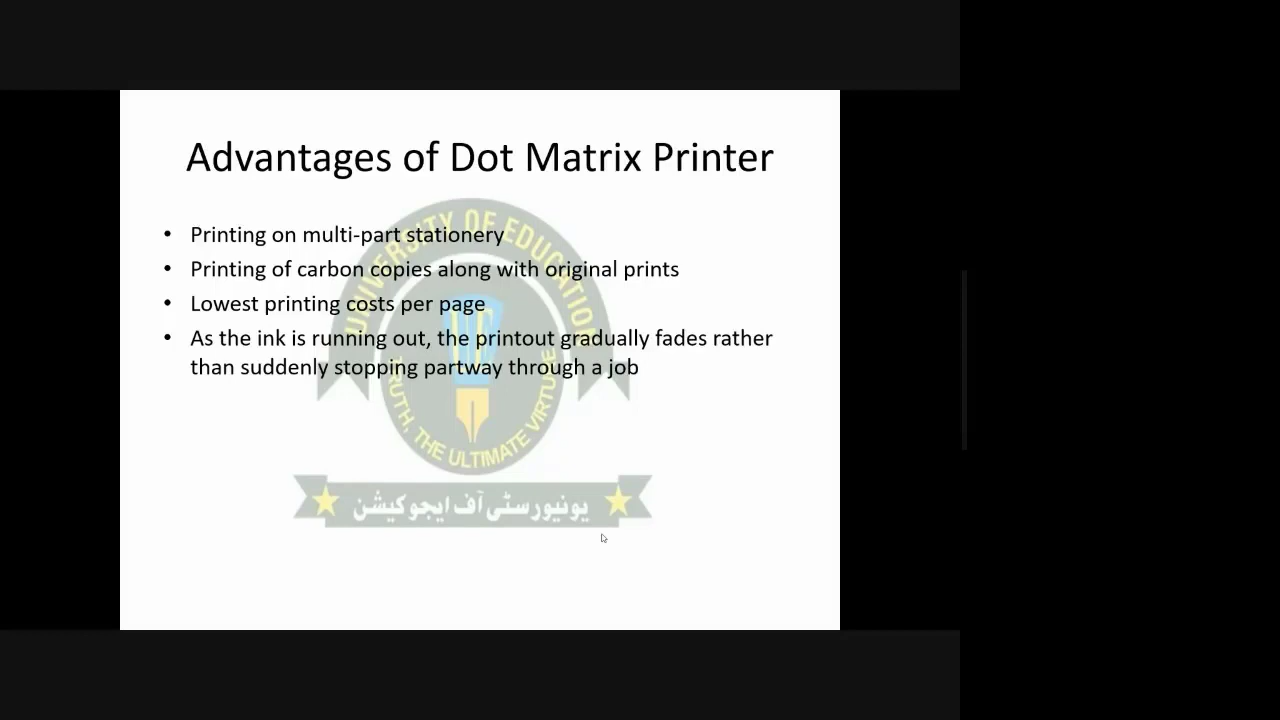 Advantages of Dot Matrix Printer
• Printing on multi-part stationery
• Printing of carbon copies along with original prints
• Lowest printing costs per page
• As the ink is running out, the printout gradually fades rather
than suddenly stopping partway through a job
UNIVERSITY OF EDUCATION
UE
TRUTH, THE ULTIMATE VIRTUE
یونیورسٹی آف ایجوکیشن